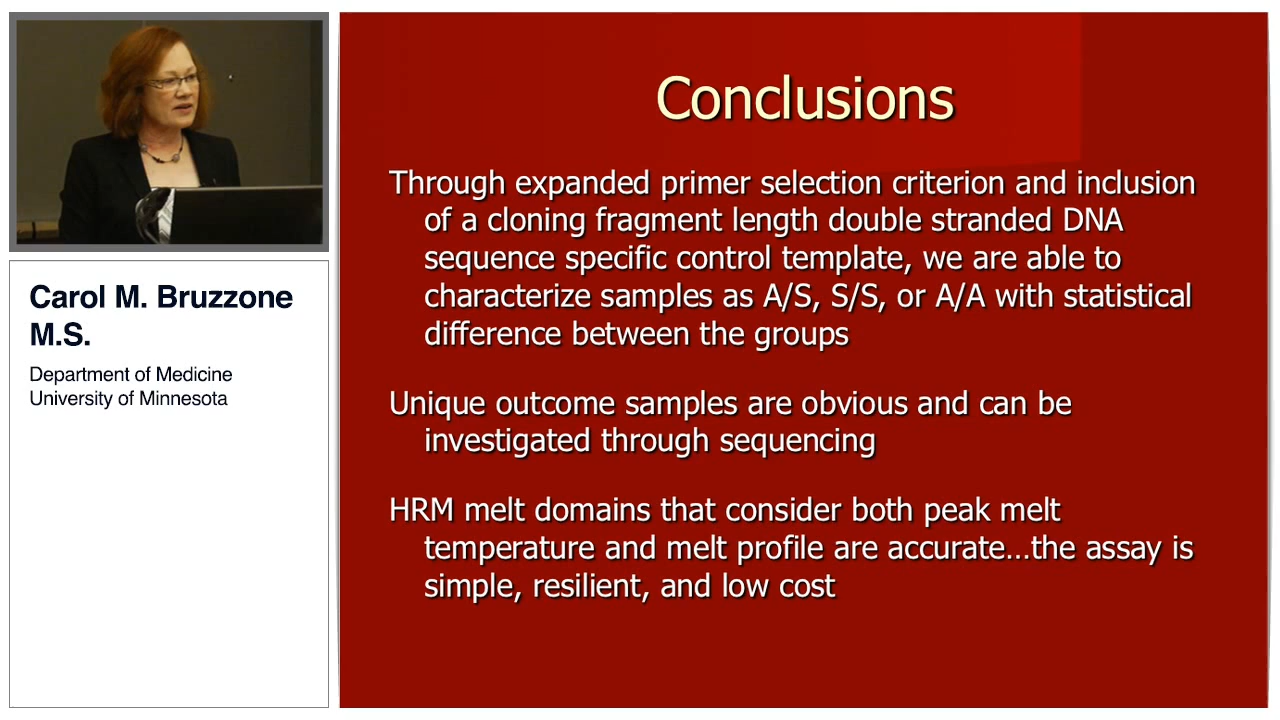 Carol M. Bruzzone
M.S.
Department of Medicine
University of Minnesota
Conclusions
Through expanded primer selection criterion and inclusion
of a cloning fragment length double stranded DNA
sequence specific control template, we are able to
characterize samples as A/S, S/S, or A/A with statistical
difference between the groups
Unique outcome samples are obvious and can be
investigated through sequencing
HRM melt domains that consider both peak melt
temperature and melt profile are accurate…the assay is
simple, resilient, and low cost